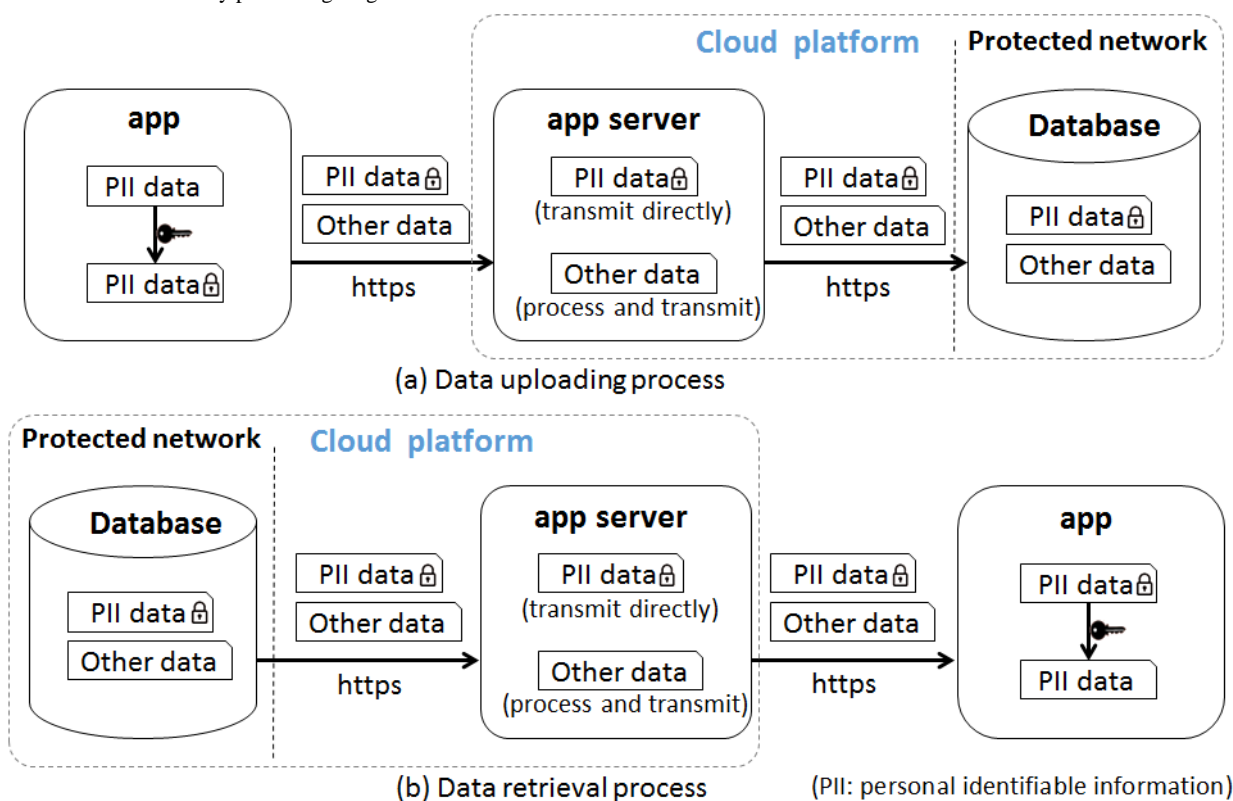 Cloud platform
Protected network
app
PII data
PII data
PII data
Other data
https
app server
PII data
(transmit directly)
Other data
(process and transmit)
PII data
Other data
https
Database
PII data
Other data
(a) Data uploading process
Protected network
Cloud platform
Database
PII data
Other data
PII data
Other data
https
app server
PII data
(transmit directly)
Other data
(process and transmit)
PII data
Other data
https
app
PII data
PII data
(b) Data retrieval process
(PII: personal identifiable information)